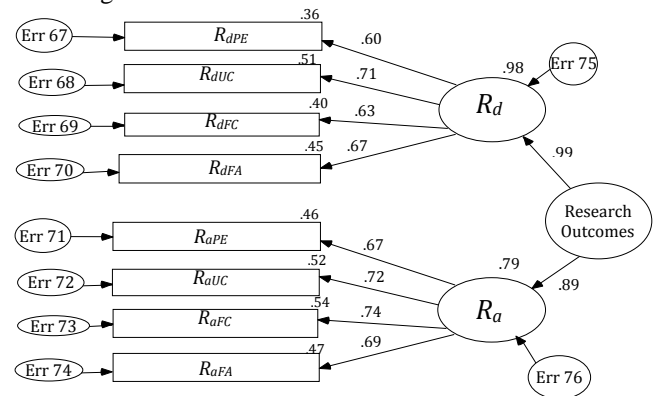 .36
Err 67
RdPE
.60
.51
Err 68
RdUC
.71
.98
Err 75
Rd
.40
Err 69
RdFC
.63
.45
Err 70
RdFA
.67
.99
Research
Outcomes
.46
Err 71
RaPE
.67
.52
Err 72
RaUC
.72
.79
.89
Ra
.54
Err 73
RaFC
.74
.47
Err 74
RaFA
.69
Err 76